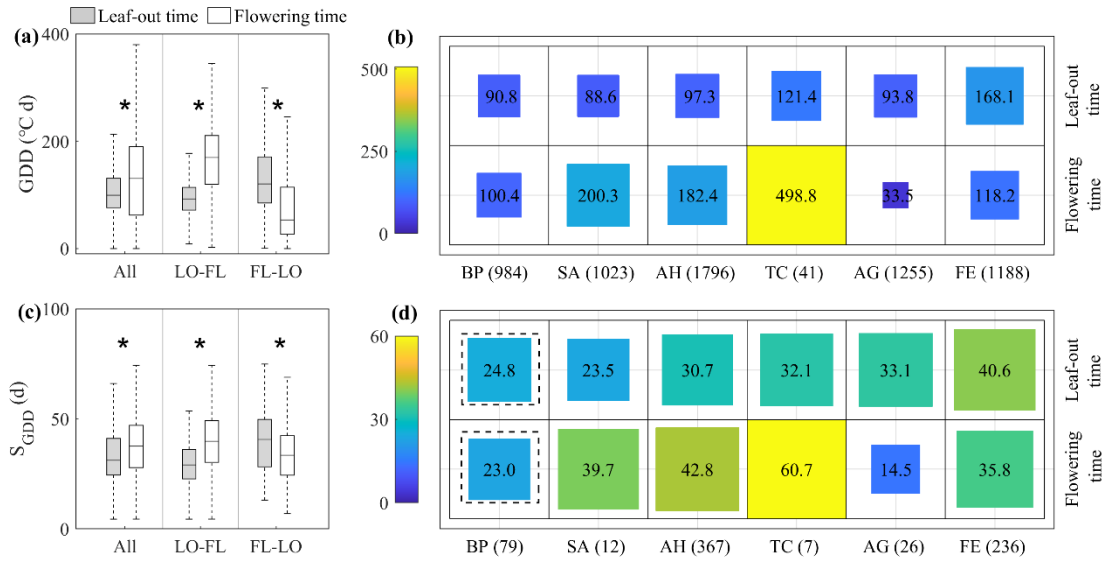 Leaf-out time Flowering time
(a)
GDD (°C d)
400
200
0
* * *
All LO-FL FL-LO
(b)
500
250
0
90.8 88.6 97.3 121.4 93.8 168.1
Leaf-out
time
100.4 200.3 182.4 498.8 33.5 118.2
Flowering
time
BP (984) SA (1023) AH (1796) TC (41) AG (1255) FE (1188)
(c)
SGDD (d)
100
50
0
* * *
All LO-FL FL-LO
(d)
60
30
0
24.8 23.5 30.7 32.1 33.1 40.6
Leaf-out
time
23.0 39.7 42.8 60.7 14.5 35.8
Flowering
time
BP (79) SA (12) AH (367) TC (7) AG (26) FE (236)